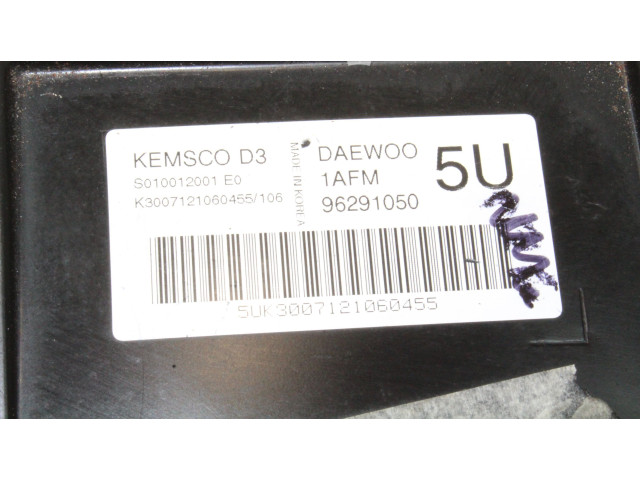 KEMSCO D3
S010012001 E0
K3007121060455/106
MADE IN KOREA
DAEWOO
1AFM
96291050
5U
5UK3007121060455